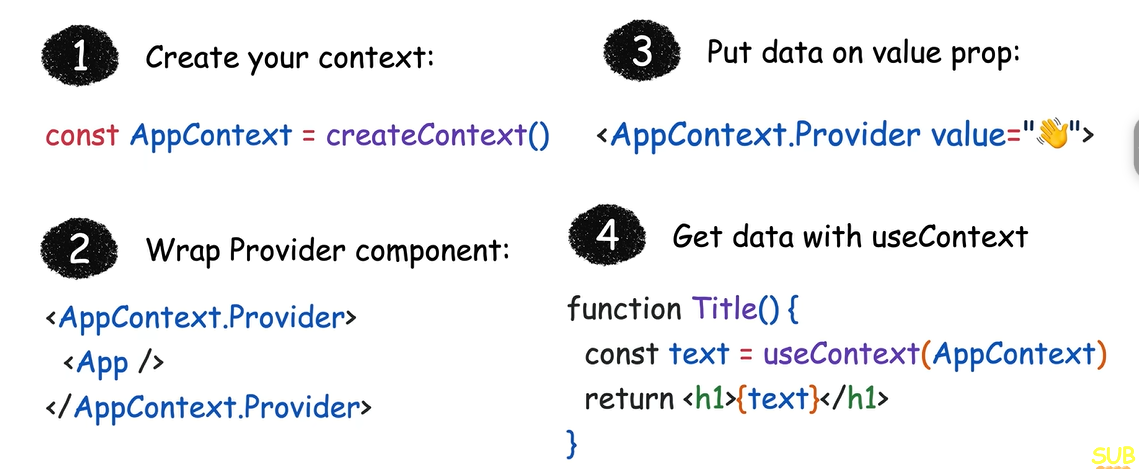 1 Create your context:
const AppContext = createContext()
2 Wrap Provider component:
<AppContext.Provider>
<App />
</AppContext.Provider>
3 Put data on value prop:
<AppContext.Provider value="👋">
4 Get data with useContext
function Title() {
const text = useContext(AppContext)
return <h1>{text}</h1>
}
SUB